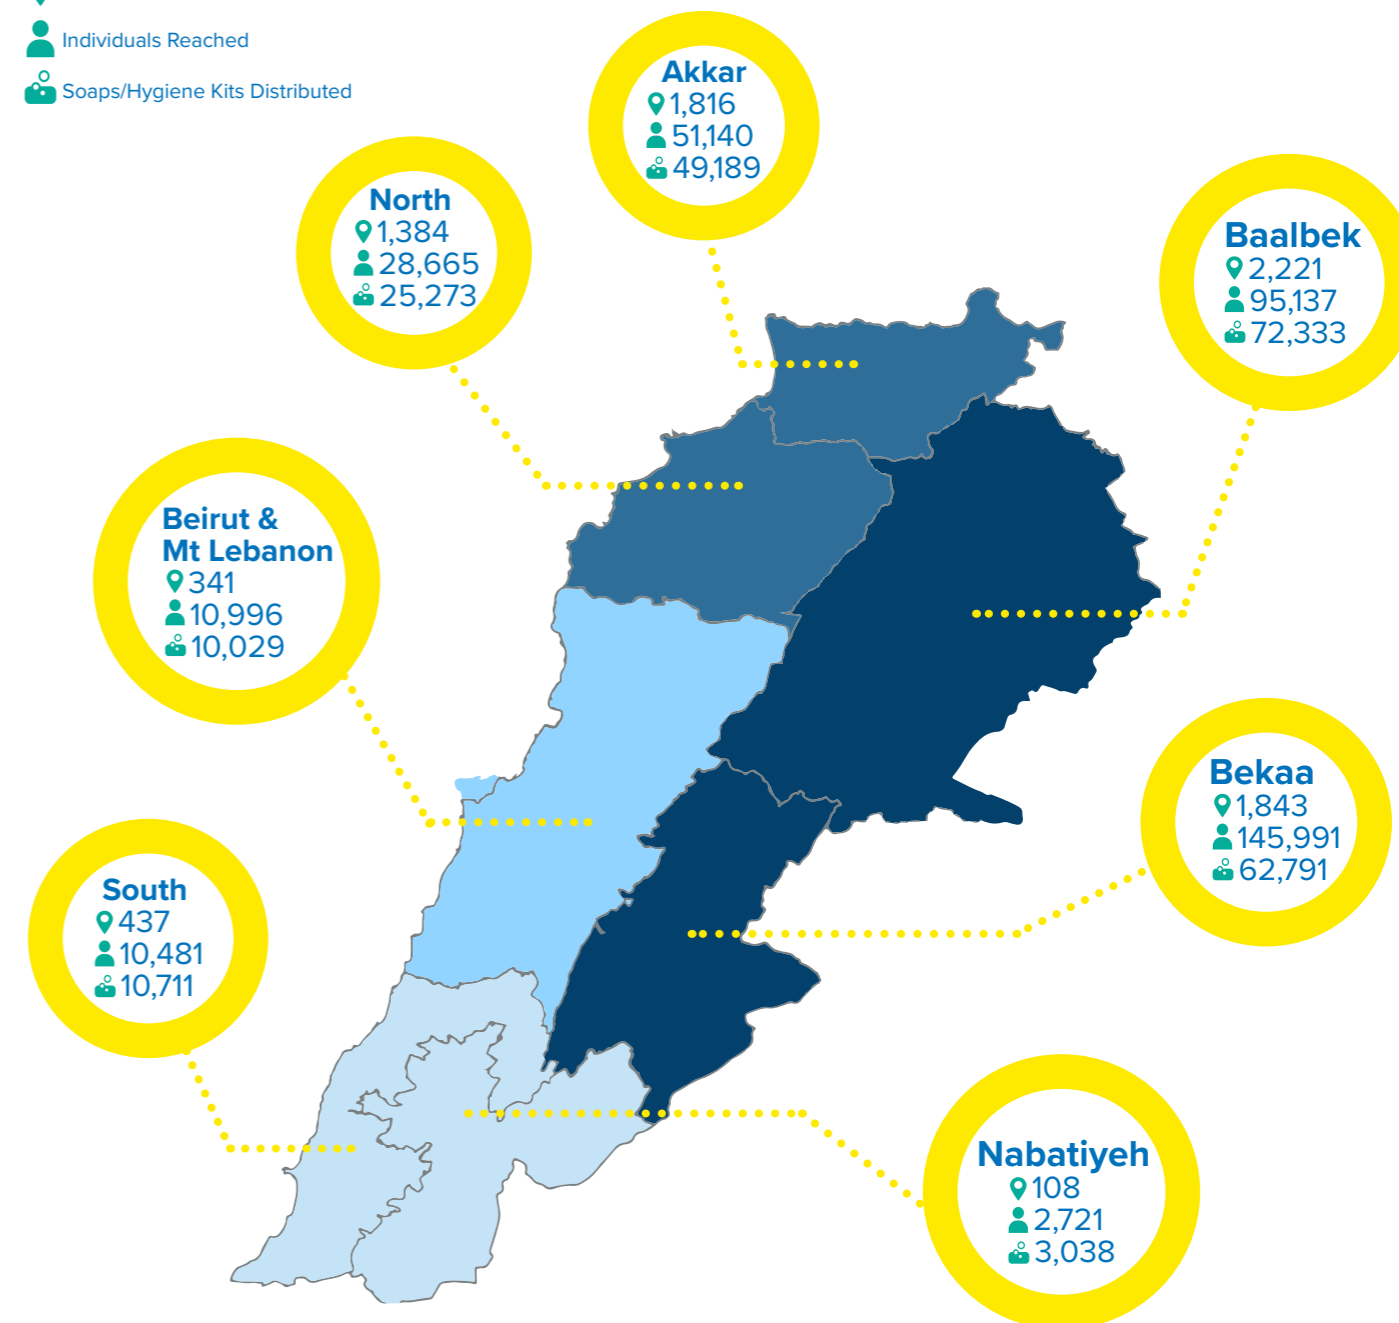 Individuals Reached
Soaps/Hygiene Kits Distributed
Akkar
1,816
51,140
49,189
North
1,384
28,665
25,273
Baalbek
2,221
95,137
72,333
Beirut &
Mt Lebanon
341
10,996
10,029
Bekaa
1,843
145,991
62,791
South
437
10,481
10,711
Nabatiyeh
108
2,721
3,038